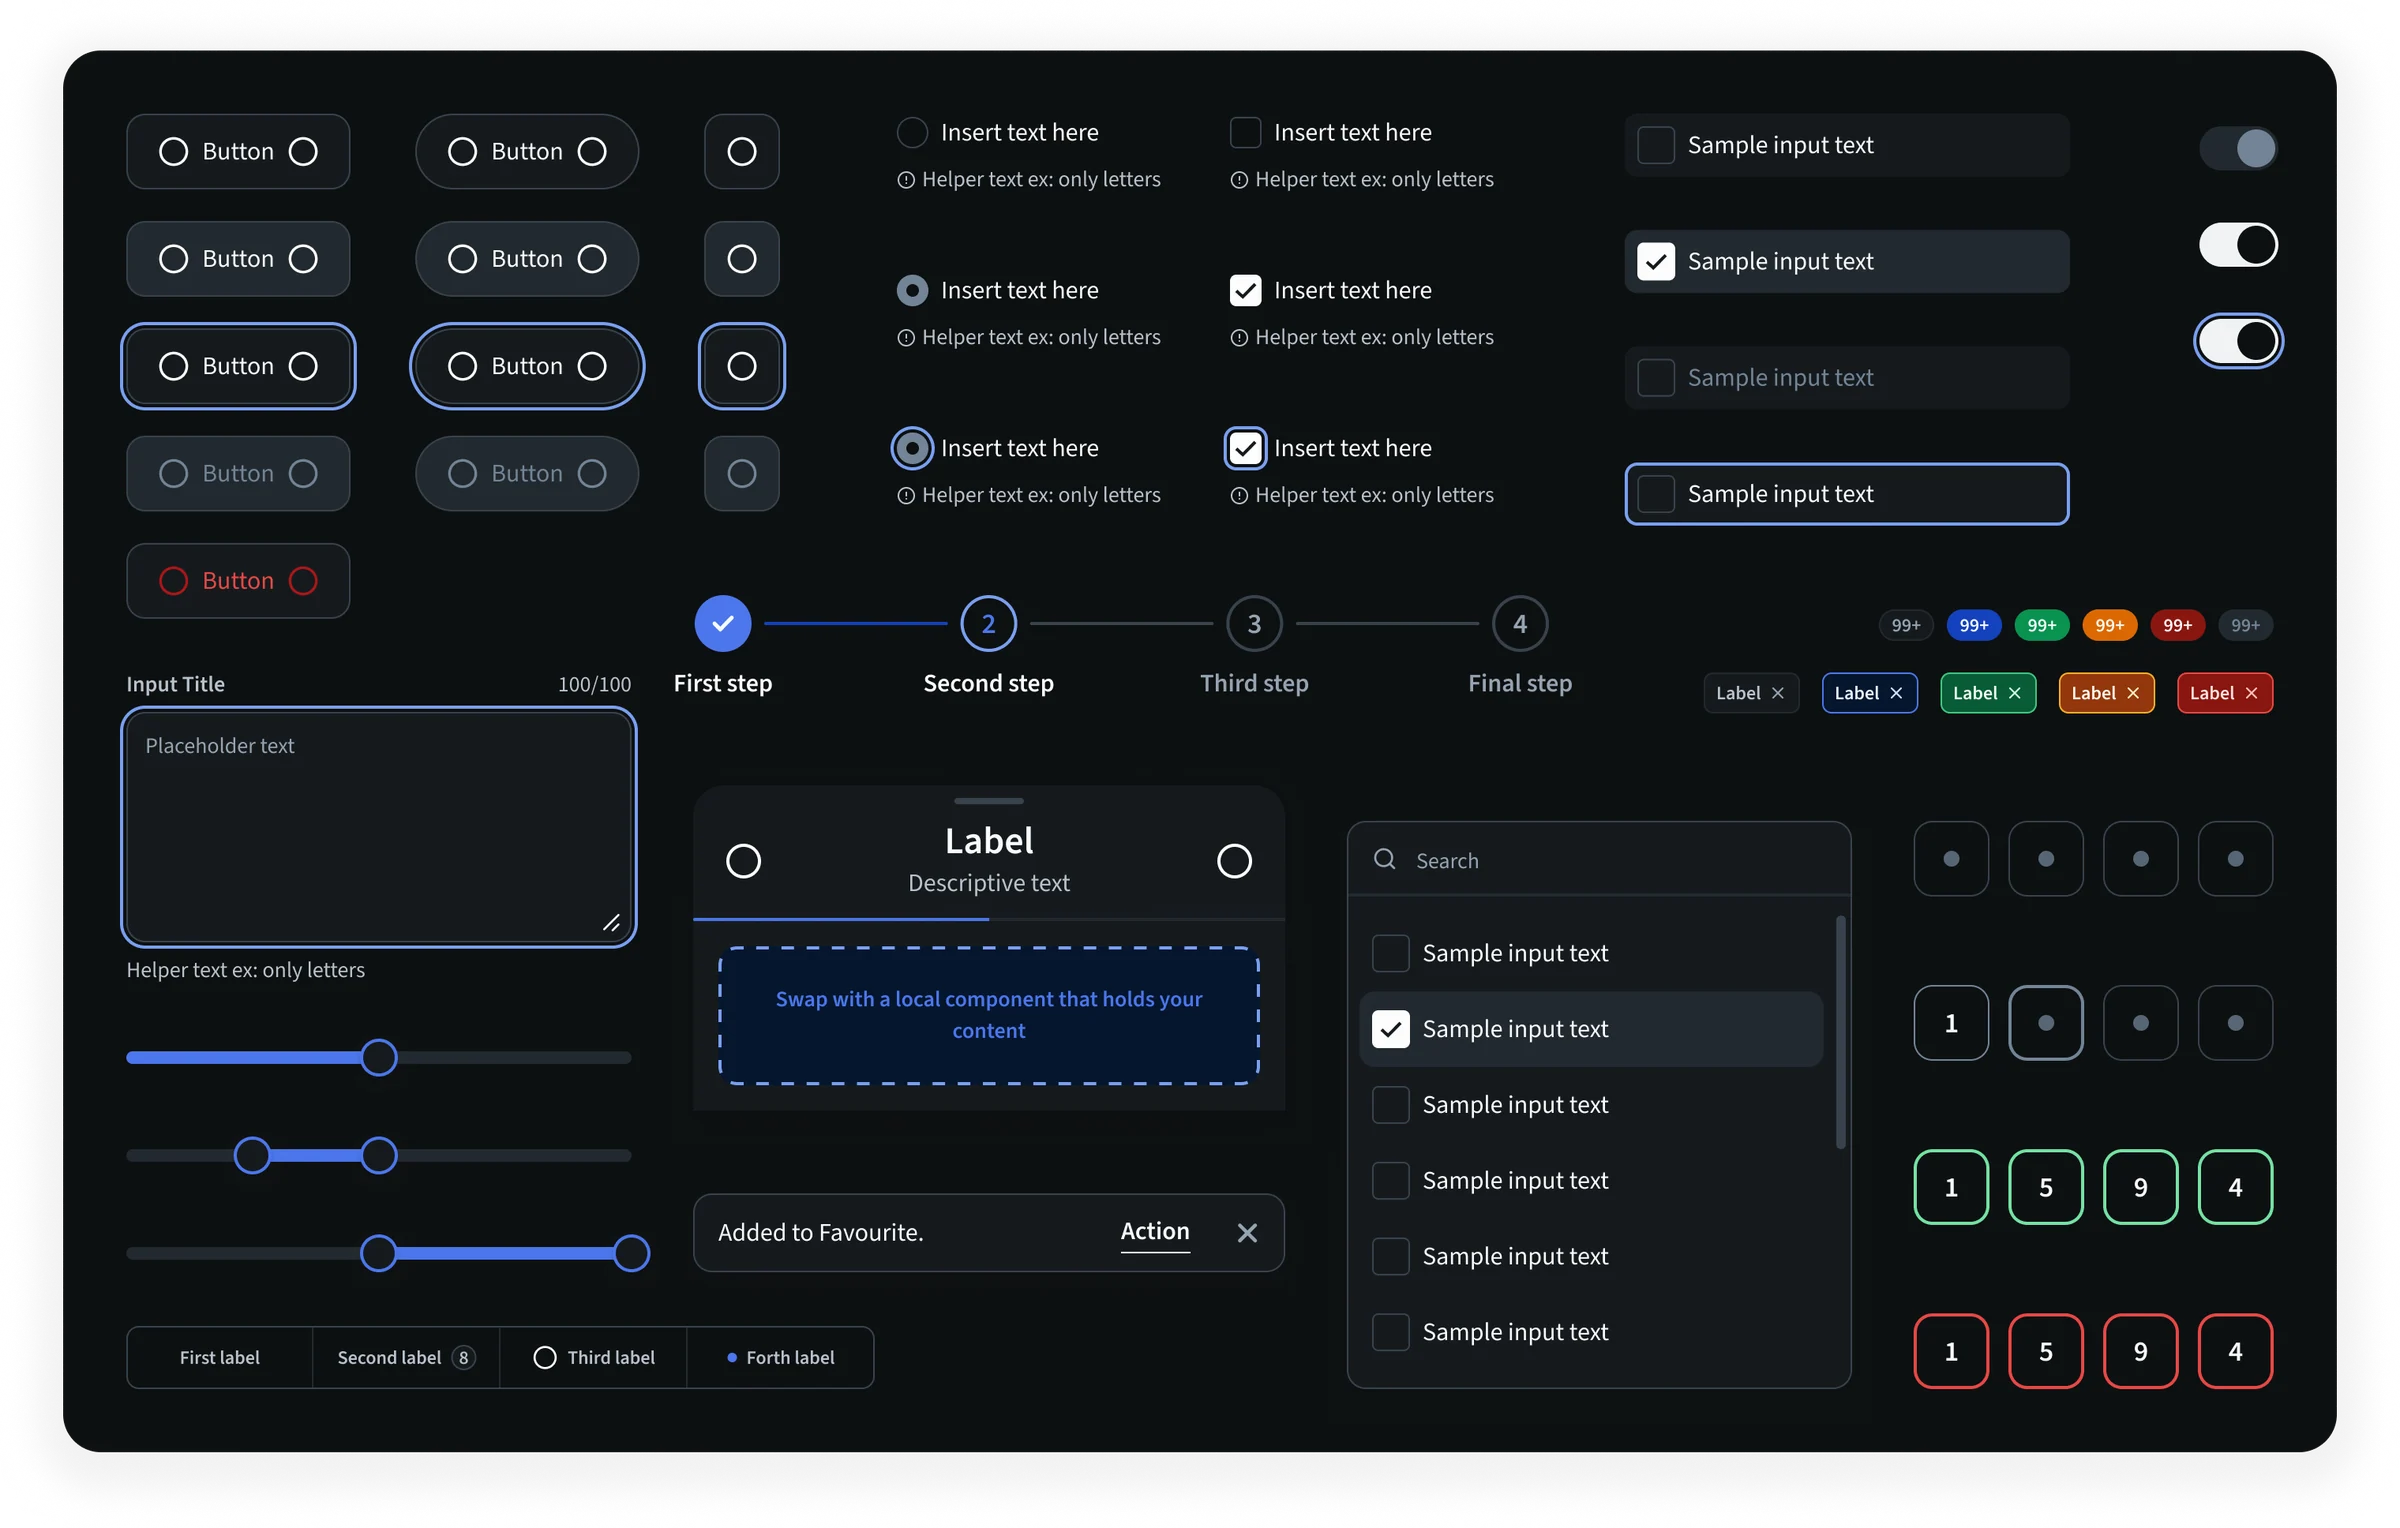 Button
Button
Button
Button
Button
Button
Button
Button
Button
Insert text here
Helper text ex: only letters
Insert text here
Helper text ex: only letters
Insert text here
Helper text ex: only letters
Insert text here
Helper text ex: only letters
Insert text here
Helper text ex: only letters
Insert text here
Helper text ex: only letters
Sample input text
Sample input text
Sample input text
Sample input text
2
3
4
First step
Second step
Third step
Final step
99+
99+
99+
99+
99+
99+
Label
Label
Label
Label
Label
Input Title
100/100
Placeholder text
Helper text ex: only letters
Label
Descriptive text
Swap with a local component that holds your
content
Added to Favourite.
Action
First label
Second label 8
Third label
Forth label
Search
Sample input text
Sample input text
Sample input text
Sample input text
Sample input text
Sample input text
1
1 5 9 4
1 5 9 4